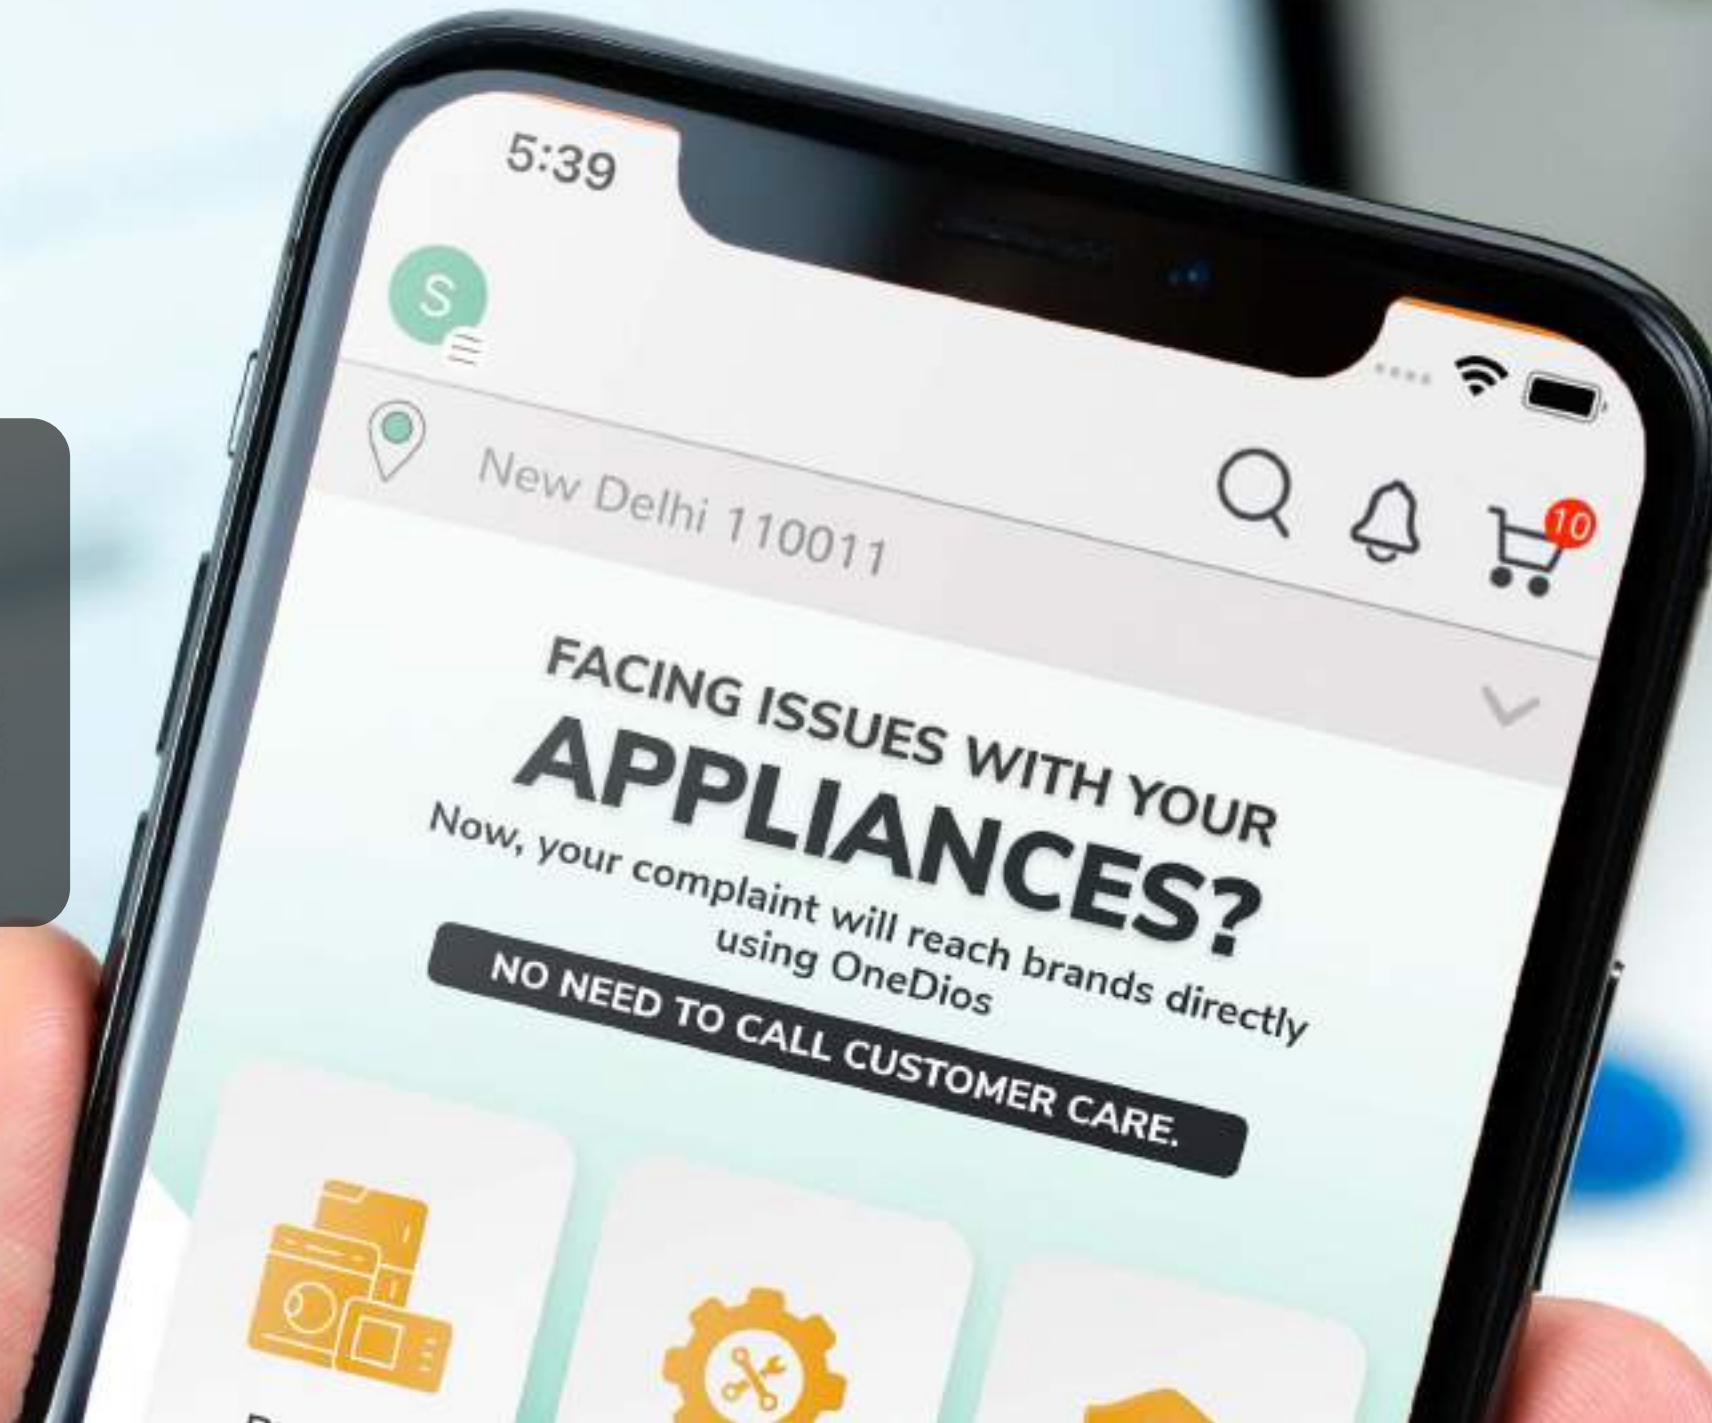 5:39
S
10
New Delhi 110011
FACING ISSUES WITH YOUR
APPLIANCES?
Now, your complaint will reach brands directly
using OneDios
NO NEED TO CALL CUSTOMER CARE.